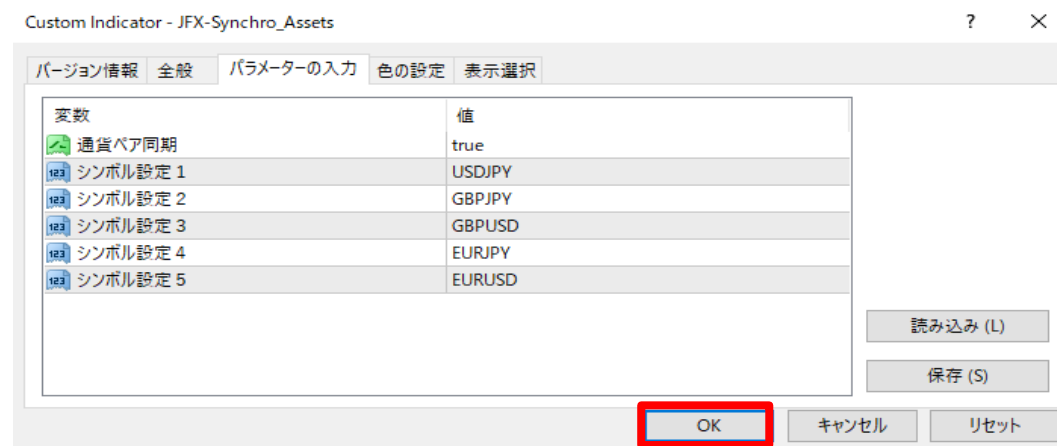 Custom Indicator - JFX-Synchro_Assets ? ×
バージョン情報 全般 パラメーターの入力 色の設定 表示選択
変数 値
通貨ペア同期 true
123 シンボル設定 1 USDJPY
123 シンボル設定 2 GBPJPY
123 シンボル設定 3 GBPUSD
123 シンボル設定 4 EURJPY
123 シンボル設定 5 EURUSD
読み込み (L)
保存 (S)
OK キャンセル リセット